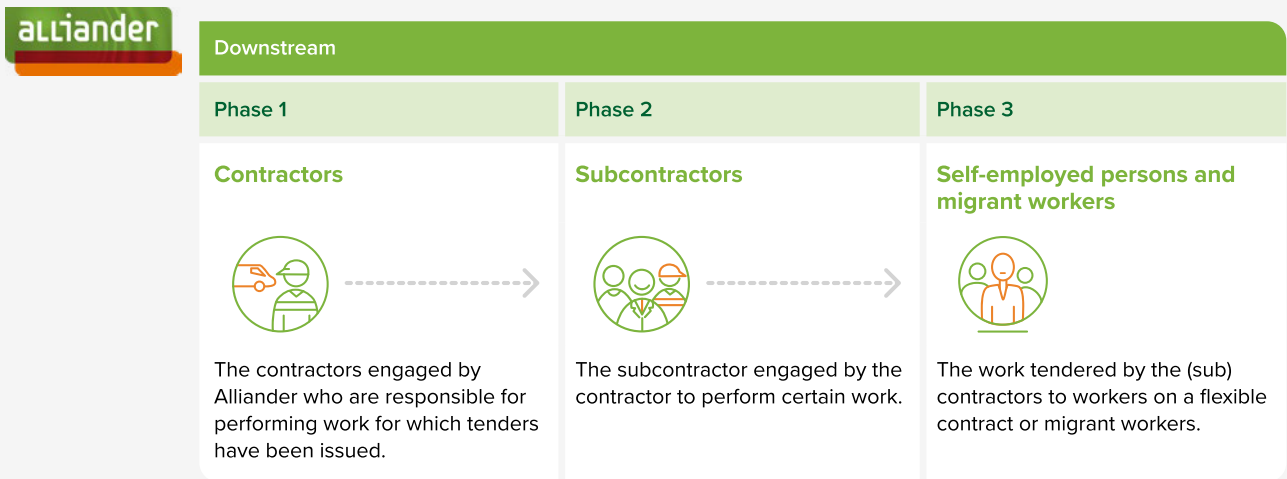 alliander
Downstream
Phase 1
Phase 2
Phase 3
Contractors
The contractors engaged by
Alliander who are responsible for
performing work for which tenders
have been issued.
Subcontractors
The subcontractor engaged by the
contractor to perform certain work.
Self-employed persons and
migrant workers
The work tendered by the (sub)
contractors to workers on a flexible
contract or migrant workers.